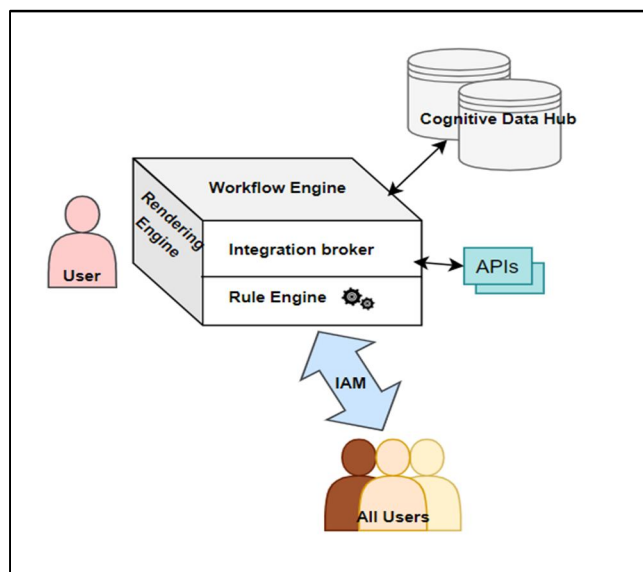 Cognitive Data Hub
Workflow Engine
Rendering
Engine
Integration broker
User
APIs
Rule Engine
IAM
All Users